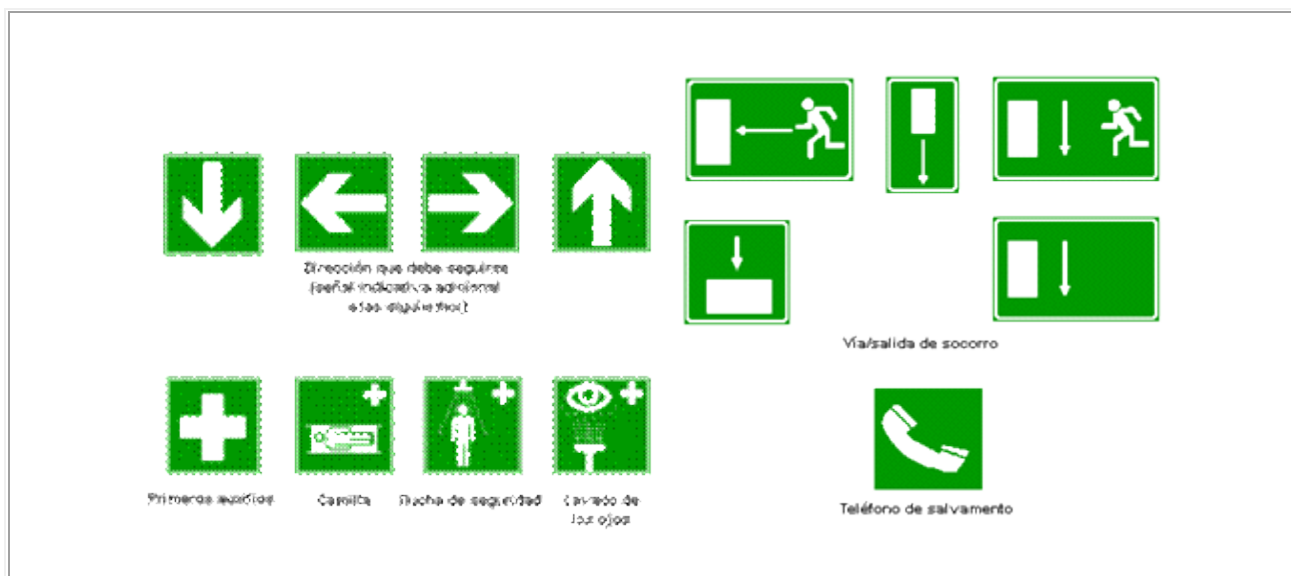 Dirección que debe seguirse
(señal indicativa adicional
a las siguientes)
Vía/salida de socorro
Primeros auxilios
Camilla
Ducha de seguridad
Lavado de
los ojos
Teléfono de salvamento